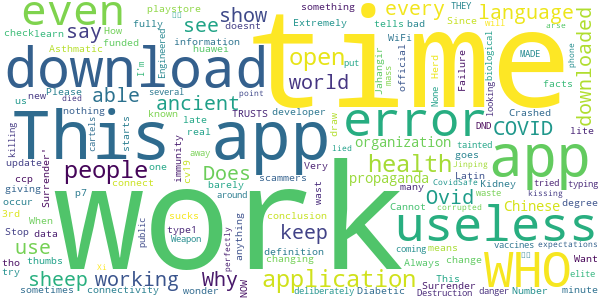 even say show every language
see
time
download able open world
downloaded
ancient
This app error COVID
people Does organization
health app
propaganda
work Ovid Chinese
Why keep useless
use application WHO
sheep working
check learn Asthmatic fully playstore
How funded
Please Engineered I'm
information doesnt huawei
Extremely tells bad
something
Since THEY
WiFi official None Herd
Jahangir mass Failure
looking biological MADE
phone facts
Crashed lite
us new died nothing known late real
several point TRUSTS developer
killing cartels starts immunity away cv19
DND tainted goes Jinping
update one barely around lied
Surrender' type1 Very
ccp p7 connect scammers
giving anything
occur 3rd When thumbs sucks Weapon
Stop data public perfectly
tho try sometimes connectivity wonder
changing conclusion definition wast
NOW deliberately Diabetic
many Latin Kidney
CovidSafe tried typing
Cannot corrupted waste kissing degree
coming vaccines expectations
Always means change
This Want elite
Surrender Destruction
danger Number minute
xi draw put